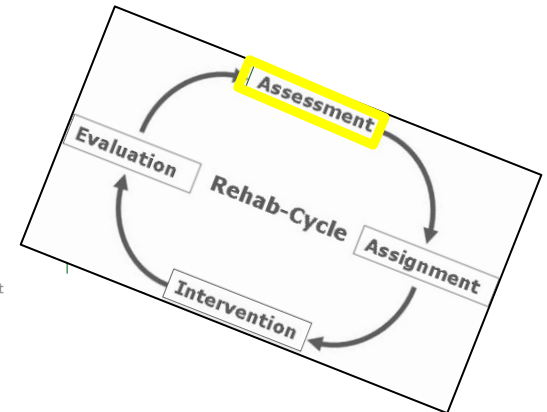 Assessment
Evaluation
Rehab-Cycle
Assignment
Intervention
t